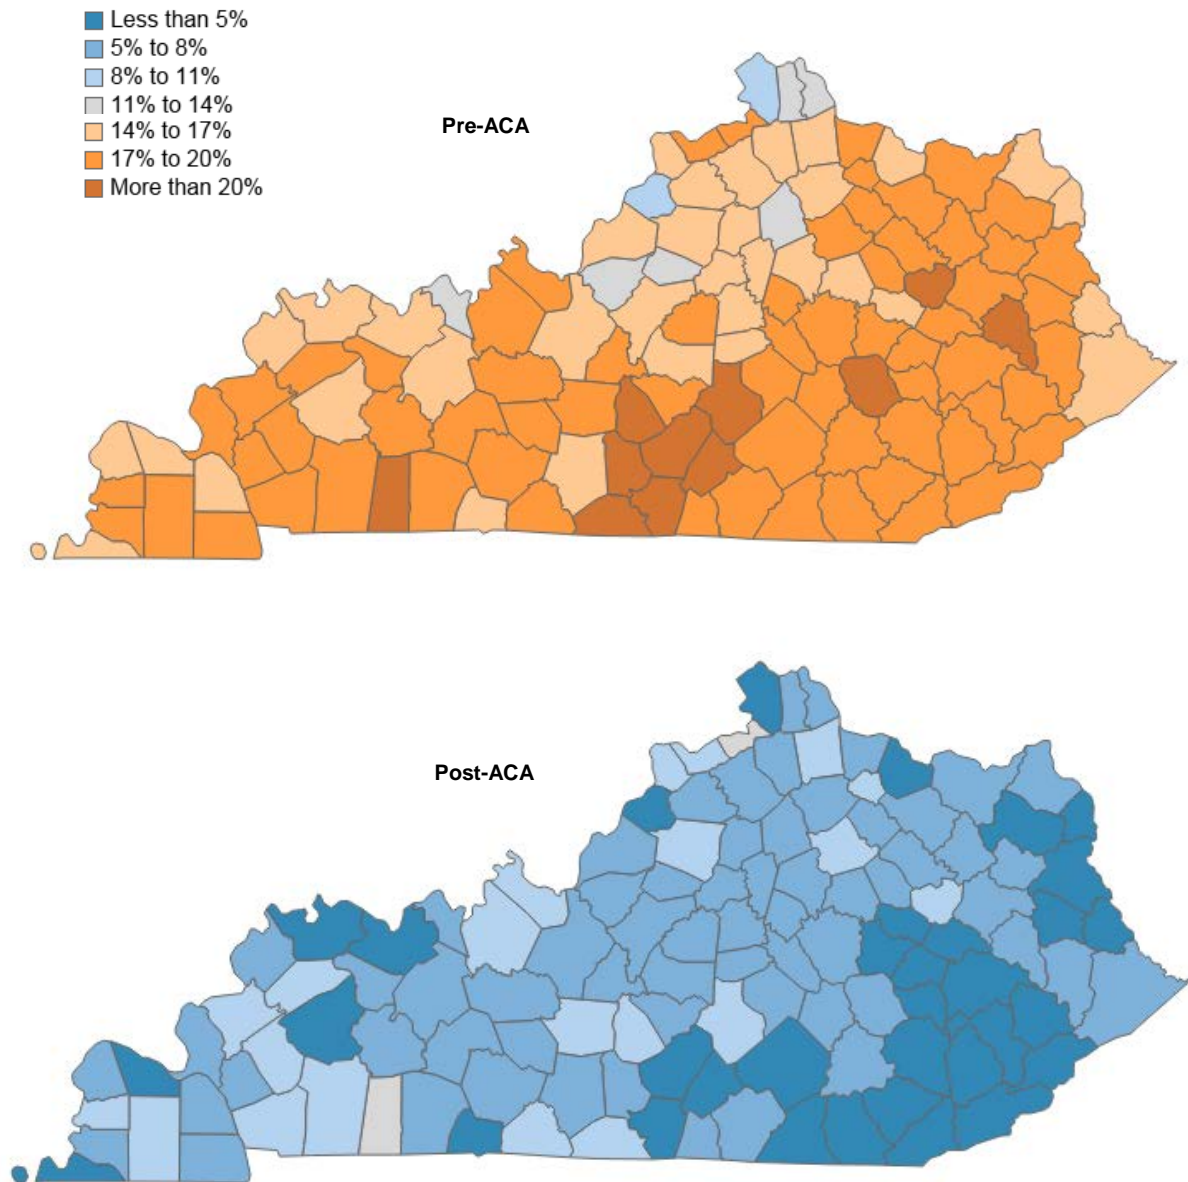 Less than 5%
5% to 8%
8% to 11%
11% to 14%
14% to 17%
17% to 20%
More than 20%
Pre-ACA
Post-ACA